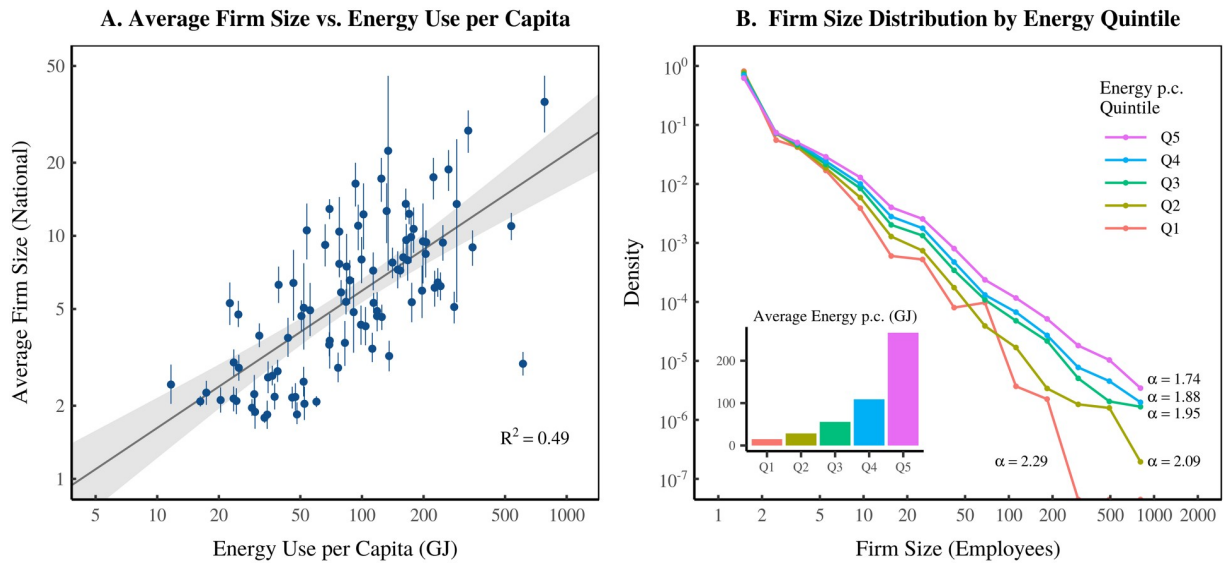 A. Average Firm Size vs. Energy Use per Capita
Average Firm Size (National)
50
20
10
5
2
1
R² = 0.49
5 10 20 50 100 200 500 1000
Energy Use per Capita (GJ)
B. Firm Size Distribution by Energy Quintile
Density
10⁰
10⁻¹
10⁻²
10⁻³
10⁻⁴
10⁻⁵
10⁻⁶
10⁻⁷
Energy p.c.
Quintile
Q5
Q4
Q3
Q2
Q1
Average Energy p.c. (GJ)
200
100
0
Q1 Q2 Q3 Q4 Q5
α = 1.74
α = 1.88
α = 1.95
α = 2.09
α = 2.29
1 2 5 10 20 50 100 200 500 1000 2000
Firm Size (Employees)